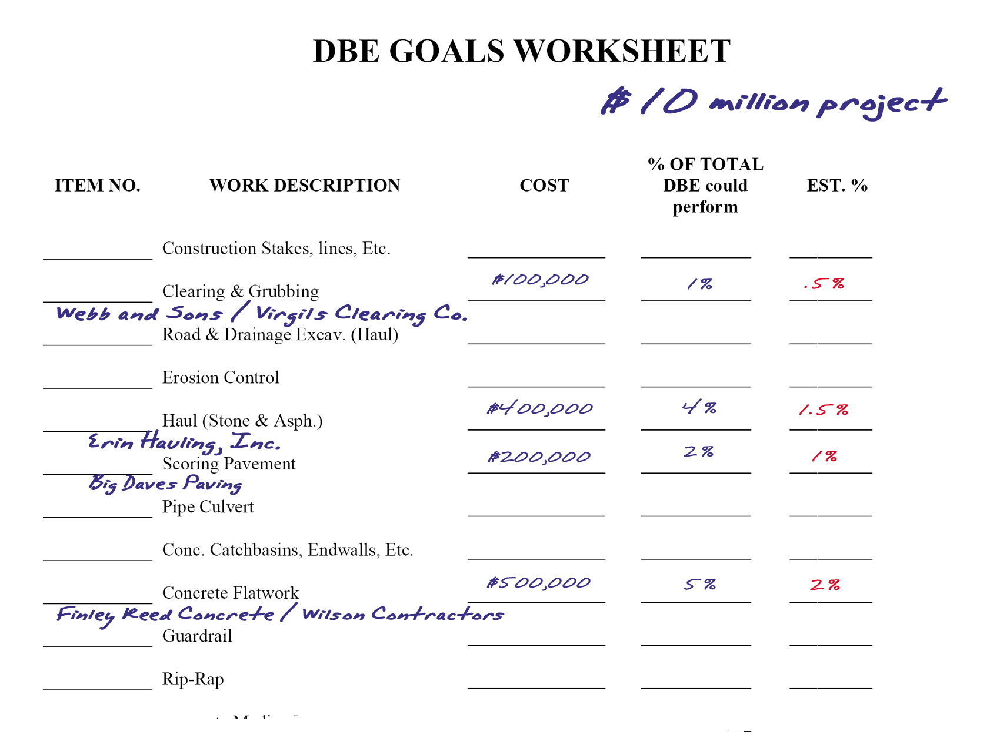 DBE GOALS WORKSHEET
$10 million project
% OF TOTAL
ITEM NO. WORK DESCRIPTION COST DBE could EST. %
perform
Construction Stakes, lines, Etc.
Clearing & Grubbing $100,000 1% .5%
Webb and Sons / Virgils Clearing Co.
Road & Drainage Excav. (Haul)
Erosion Control
Haul (Stone & Asph.) $400,000 4% 1.5%
Erin Hauling, Inc.
Scoring Pavement $200,000 2% 1%
Big Daves Paving
Pipe Culvert
Conc. Catchbasins, Endwalls, Etc.
Concrete Flatwork $500,000 5% 2%
Finley Reed Concrete / Wilson Contractors
Guardrail
Rip-Rap